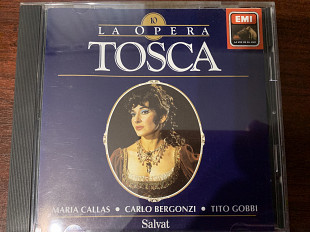 10
LA OPERA
TOSCA
EMI
MARIA CALLAS • CARLO BERGONZI • TITO GOBBI
Salvat